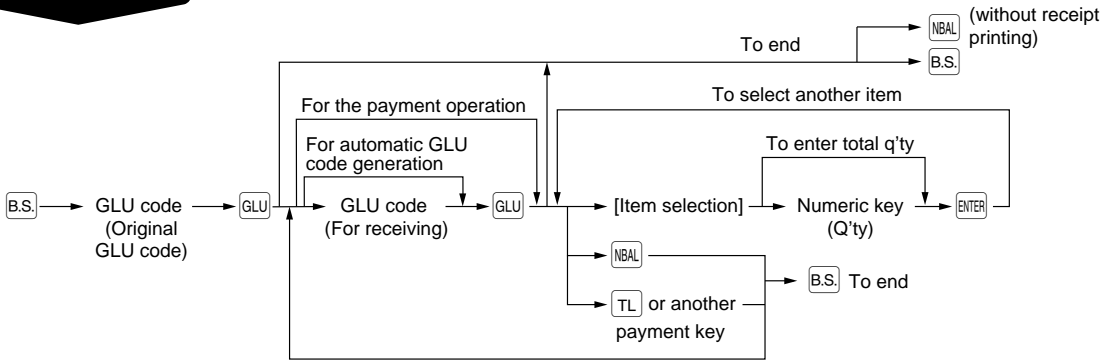 (without receipt
printing)
NBAL
To end
B.S.
For the payment operation
To select another item
For automatic GLU
code generation
To enter total q'ty
B.S.
GLU code
(Original
GLU code)
GLU
GLU code
(For receiving)
GLU
[Item selection]
Numeric key
(Q'ty)
ENTER
NBAL
B.S. To end
TL or another
payment key